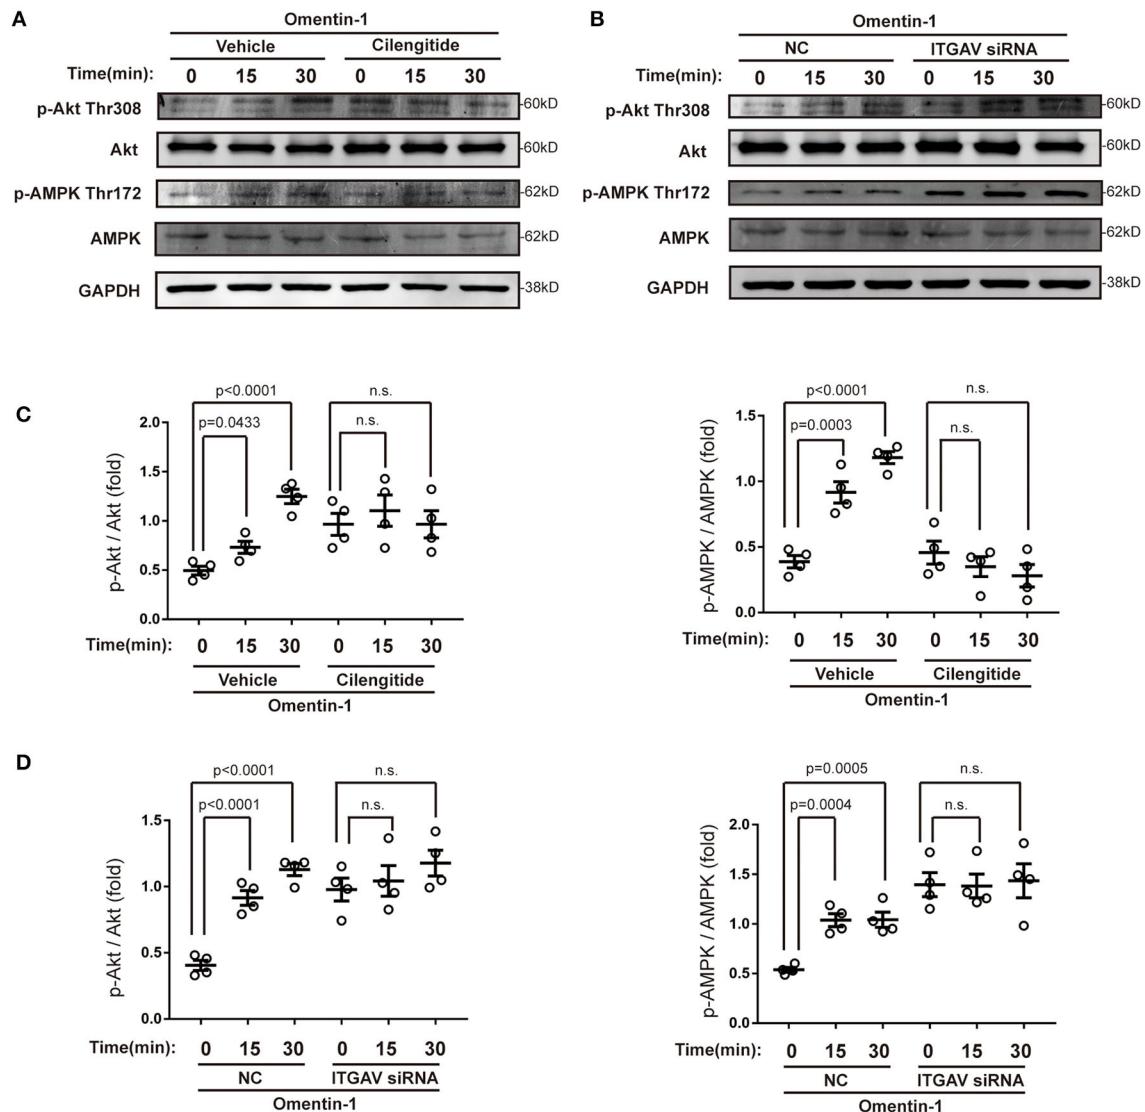 A
Omentin-1
Vehicle Cilengitide
Time(min): 0 15 30 0 15 30
p-Akt Thr308 -60kD
Akt -60kD
p-AMPK Thr172 -62kD
AMPK -62kD
GAPDH -38kD
B
Omentin-1
NC ITGAV siRNA
Time(min): 0 15 30 0 15 30
p-Akt Thr308 -60kD
Akt -60kD
p-AMPK Thr172 -62kD
AMPK -62kD
GAPDH -38kD
C
p<0.0001 n.s.
p=0.0433 n.s.
p-Akt / Akt (fold)
2.0
1.5
1.0
0.5
0.0
Time(min): 0 15 30 0 15 30
Vehicle Cilengitide
Omentin-1
p<0.0001 n.s.
p=0.0003 n.s.
p-AMPK / AMPK (fold)
1.5
1.0
0.5
0.0
Time(min): 0 15 30 0 15 30
Vehicle Cilengitide
Omentin-1
D
p<0.0001 n.s.
p<0.0001 n.s.
p-Akt / Akt (fold)
1.5
1.0
0.5
0.0
Time(min): 0 15 30 0 15 30
NC ITGAV siRNA
Omentin-1
p=0.0005 n.s.
p=0.0004 n.s.
p-AMPK / AMPK (fold)
2.0
1.5
1.0
0.5
0.0
Time(min): 0 15 30 0 15 30
NC ITGAV siRNA
Omentin-1